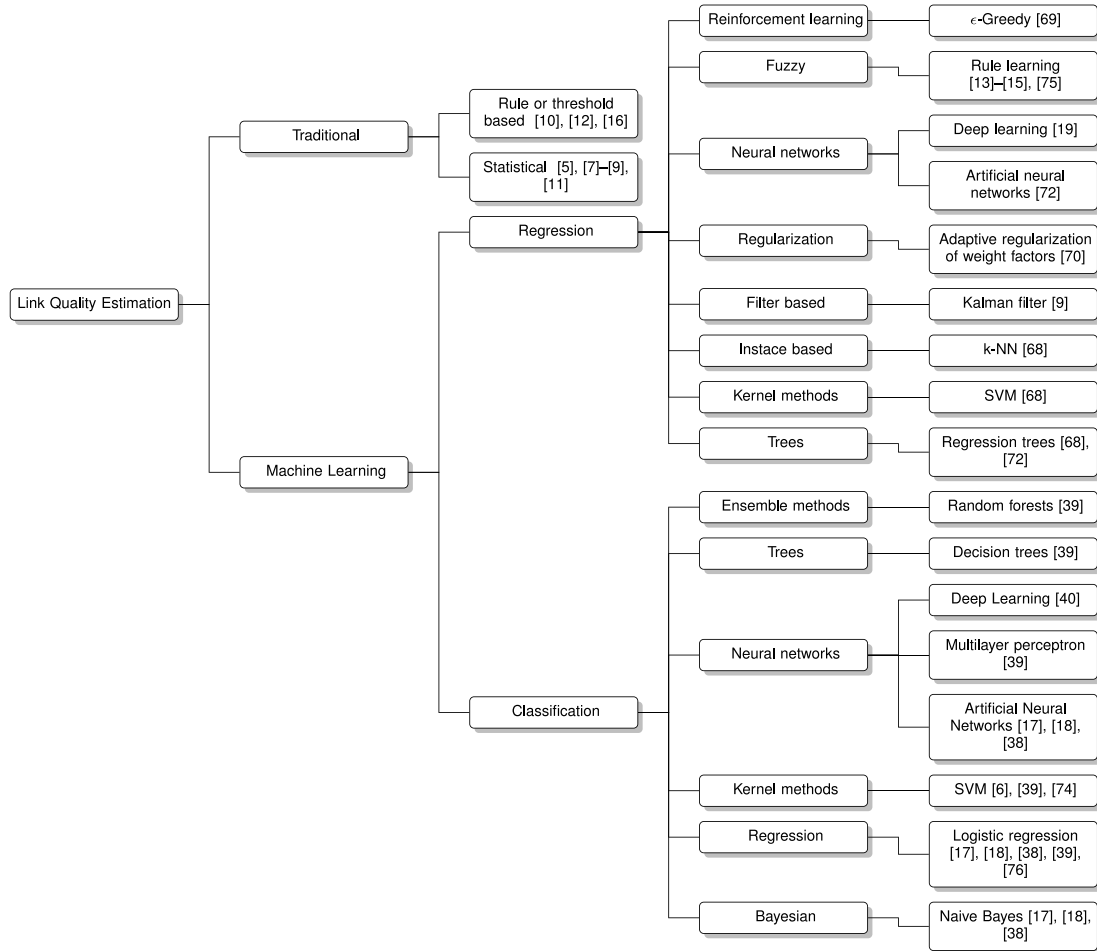 Link Quality Estimation
Traditional
Rule or threshold
based [10], [12], [16]
Statistical [5], [7]–[9],
[11]
Machine Learning
Regression
Reinforcement learning
ϵ-Greedy [69]
Fuzzy
Rule learning
[13]–[15], [75]
Neural networks
Deep learning [19]
Artificial neural
networks [72]
Regularization
Adaptive regularization
of weight factors [70]
Filter based
Kalman filter [9]
Instace based
k-NN [68]
Kernel methods
SVM [68]
Trees
Regression trees [68],
[72]
Classification
Ensemble methods
Random forests [39]
Trees
Decision trees [39]
Neural networks
Deep Learning [40]
Multilayer perceptron
[39]
Artificial Neural
Networks [17], [18],
[38]
Kernel methods
SVM [6], [39], [74]
Regression
Logistic regression
[17], [18], [38], [39],
[76]
Bayesian
Naive Bayes [17], [18],
[38]